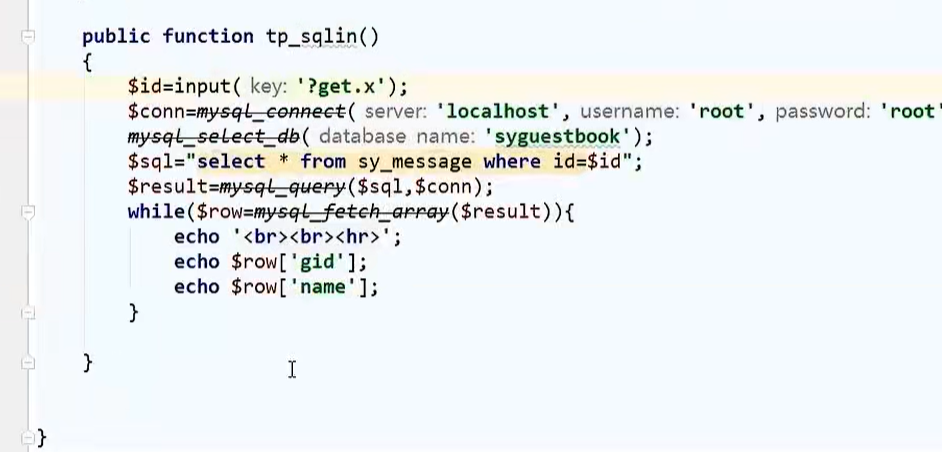 public function tp_sqlin()
{
$id=input( key: '?get.x');
$conn=mysql_connect( server: 'localhost', username: 'root', password: 'root'
mysql_select_db( database name: 'syguestbook');
$sql="select * from sy_message where id=$id";
$result=mysql_query($sql,$conn);
while($row=mysql_fetch_array($result)){
echo '<br><br><hr>';
echo $row['gid'];
echo $row['name'];
}
}
}